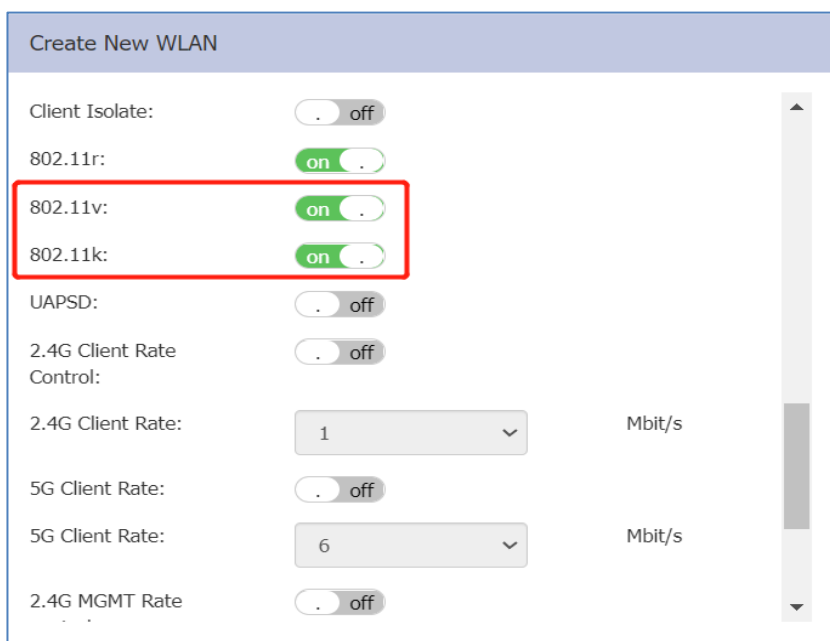 Create New WLAN
Client Isolate: off
802.11r: on
802.11v: on
802.11k: on
UAPSD: off
2.4G Client Rate off
Control:
2.4G Client Rate: 1 Mbit/s
5G Client Rate: off
5G Client Rate: 6 Mbit/s
2.4G MGMT Rate off